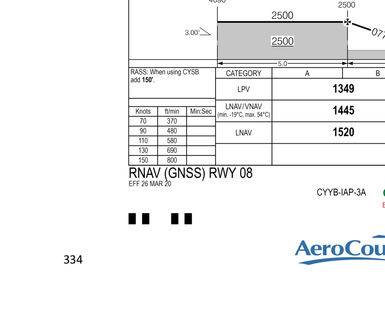 4090
2500
2500
3.00°
2500
077
5.0
RASS: When using CYSB
add 150'.
CATEGORY A B
LPV 1349
LNAV/VNAV
(min. -19°C, max. 54°C) 1445
LNAV 1520
Knots ft/min Min:Sec
70 370
90 480
110 580
130 690
150 800
RNAV (GNSS) RWY 08
EFF 26 MAR 20
CYYB-IAP-3A
334
AeroCou